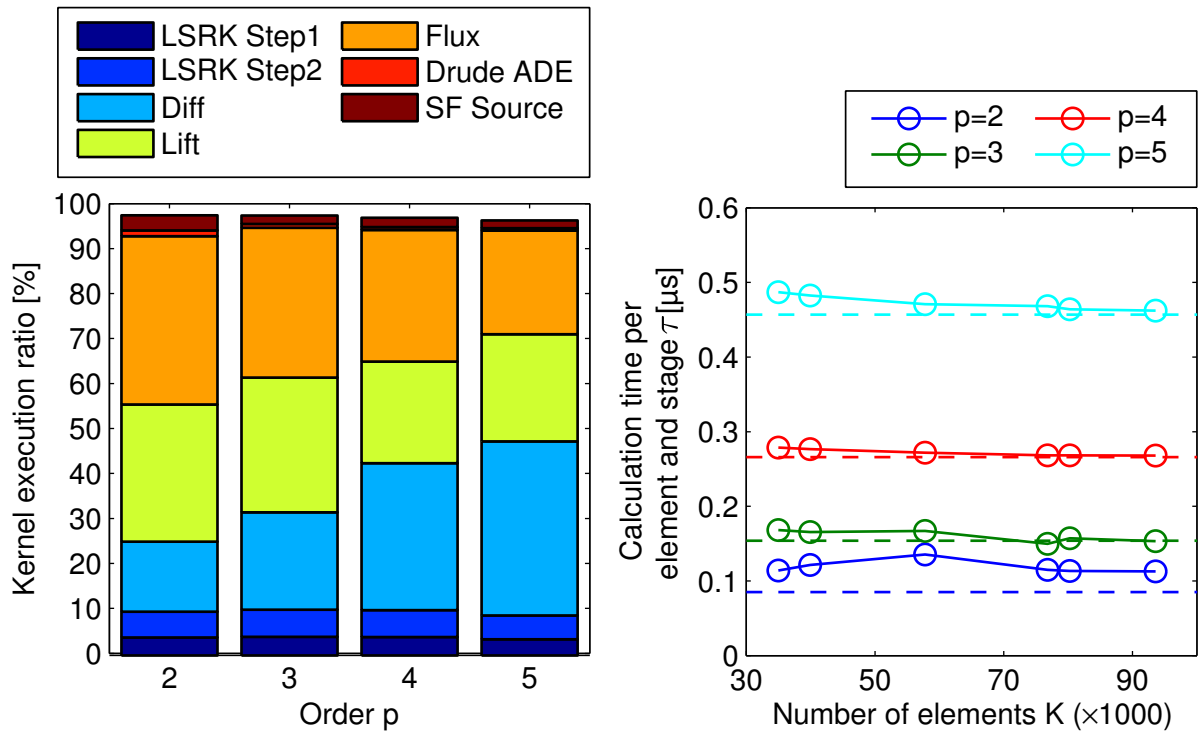 LSRK Step1
LSRK Step2
Diff
Lift
Flux
Drude ADE
SF Source
Kernel execution ratio [%]
100
90
80
70
60
50
40
30
20
10
0
2 3 4 5
Order p
p=2
p=3
p=4
p=5
Calculation time per
element and stage τ [µs]
0.6
0.5
0.4
0.3
0.2
0.1
0
30 50 70 90
Number of elements K (×1000)